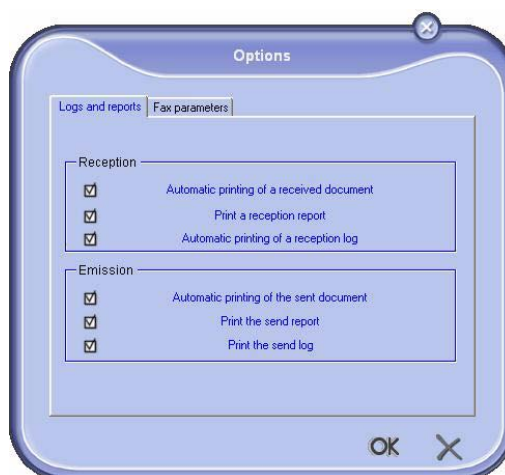 Options
Logs and reports Fax parameters
Reception
Automatic printing of a received document
Print a reception report
Automatic printing of a reception log
Emission
Automatic printing of the sent document
Print the send report
Print the send log
OK